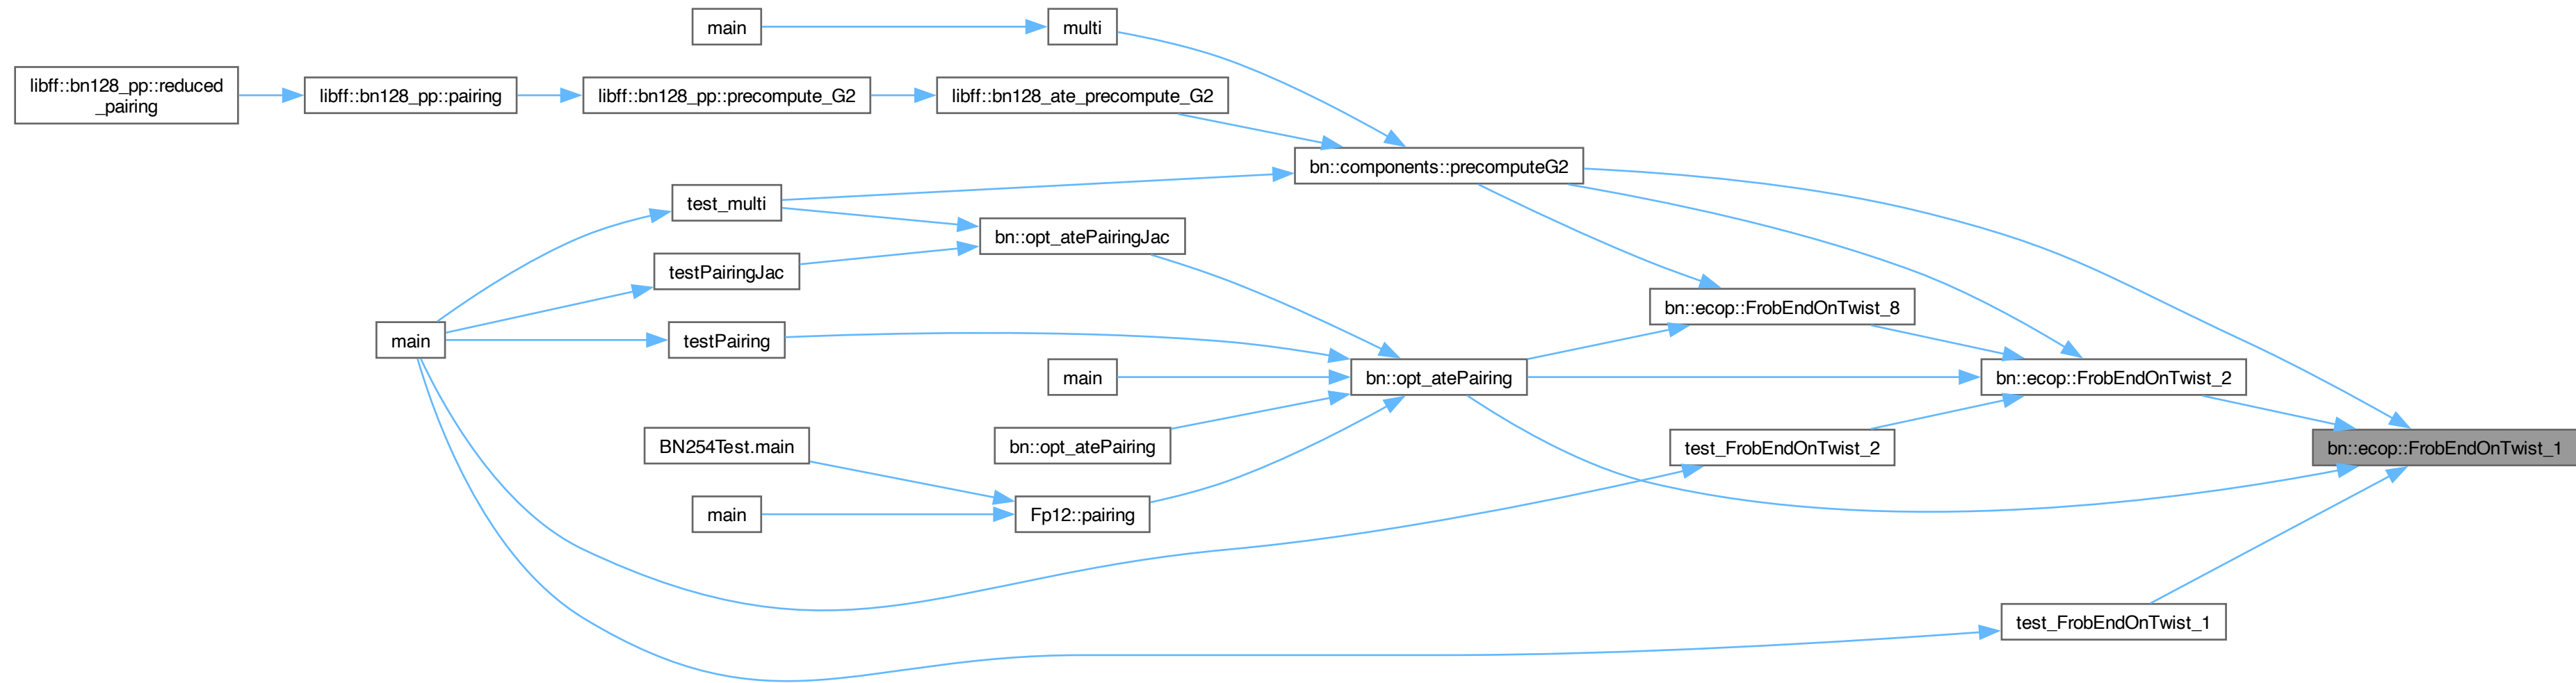 main
multi
libff::bn128_pp::reduced
_pairing
libff::bn128_pp::pairing
libff::bn128_pp::precompute_G2
libff::bn128_ate_precompute_G2
bn::components::precomputeG2
test_multi
bn::opt_atePairingJac
testPairingJac
bn::ecop::FrobEndOnTwist_8
main
testPairing
main
bn::opt_atePairing
bn::ecop::FrobEndOnTwist_2
BN254Test.main
bn::opt_atePairing
test_FrobEndOnTwist_2
bn::ecop::FrobEndOnTwist_1
main
Fp12::pairing
test_FrobEndOnTwist_1